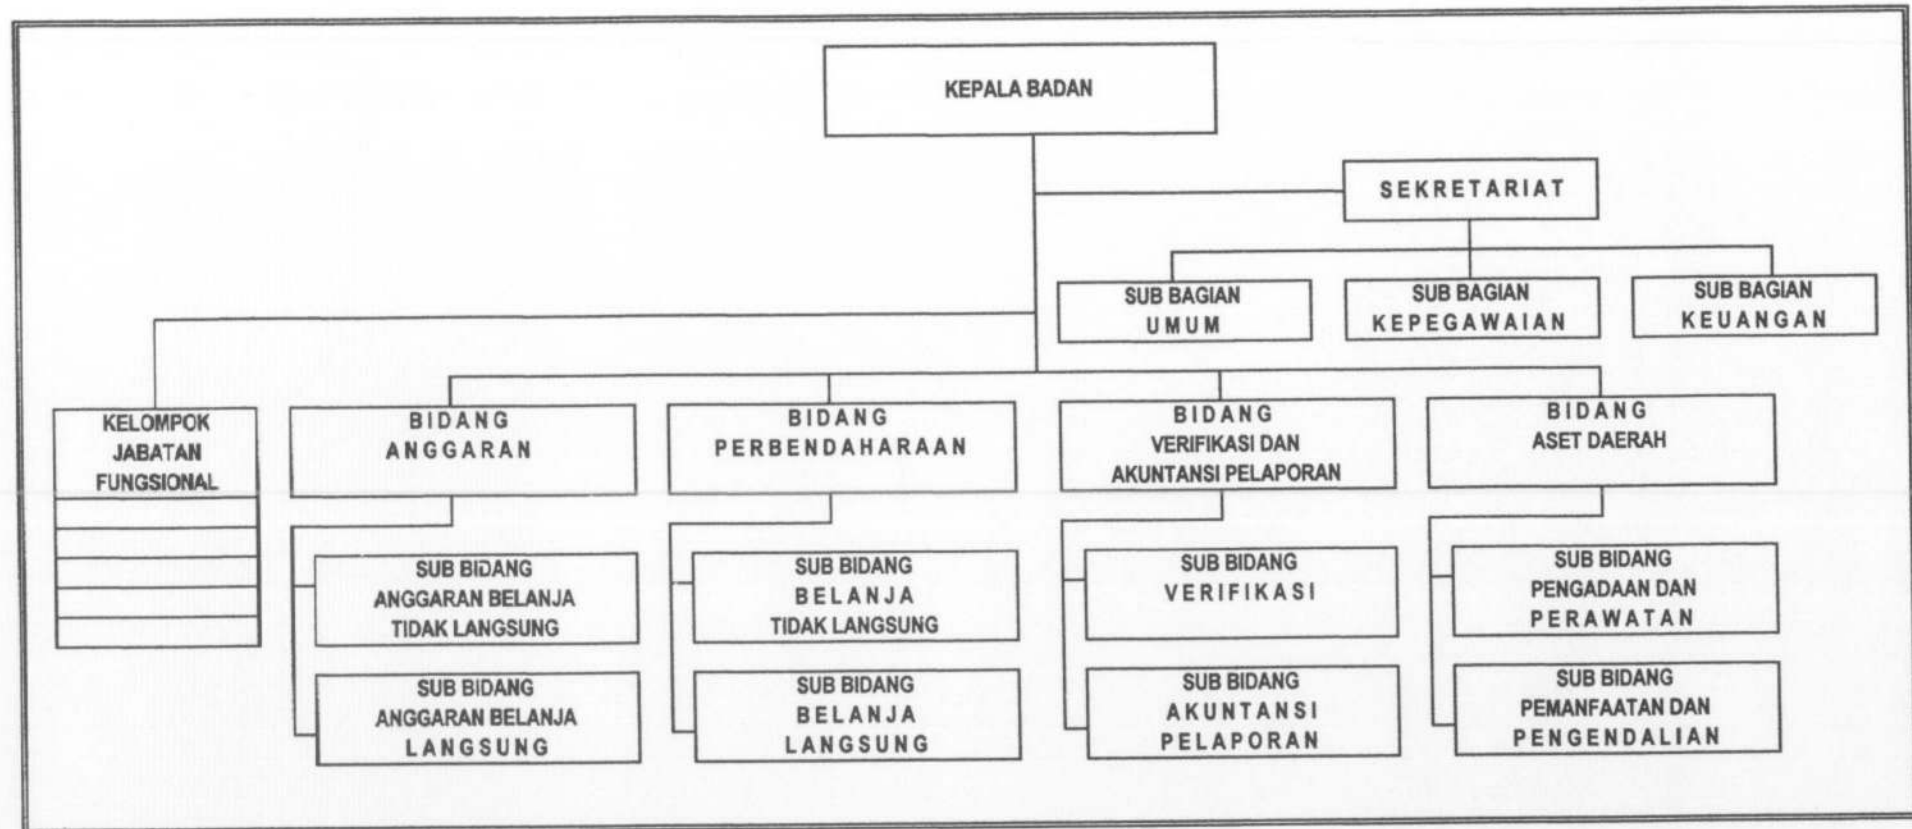 KEPALA BADAN
SEKRETARIAT
SUB BAGIAN
UMUM
SUB BAGIAN
KEPEGAWAIAN
SUB BAGIAN
KEUANGAN
KELOMPOK
JABATAN
FUNGSIONAL
BIDANG
ANGGARAN
BIDANG
PERBENDAHARAAN
BIDANG
VERIFIKASI DAN
AKUNTANSI PELAPORAN
BIDANG
ASET DAERAH
SUB BIDANG
ANGGARAN BELANJA
TIDAK LANGSUNG
SUB BIDANG
BELANJA
TIDAK LANGSUNG
SUB BIDANG
VERIFIKASI
SUB BIDANG
PENGADAAN DAN
PERAWATAN
SUB BIDANG
ANGGARAN BELANJA
LANGSUNG
SUB BIDANG
BELANJA
LANGSUNG
SUB BIDANG
AKUNTANSI
PELAPORAN
SUB BIDANG
PEMANFAATAN DAN
PENGENDALIAN